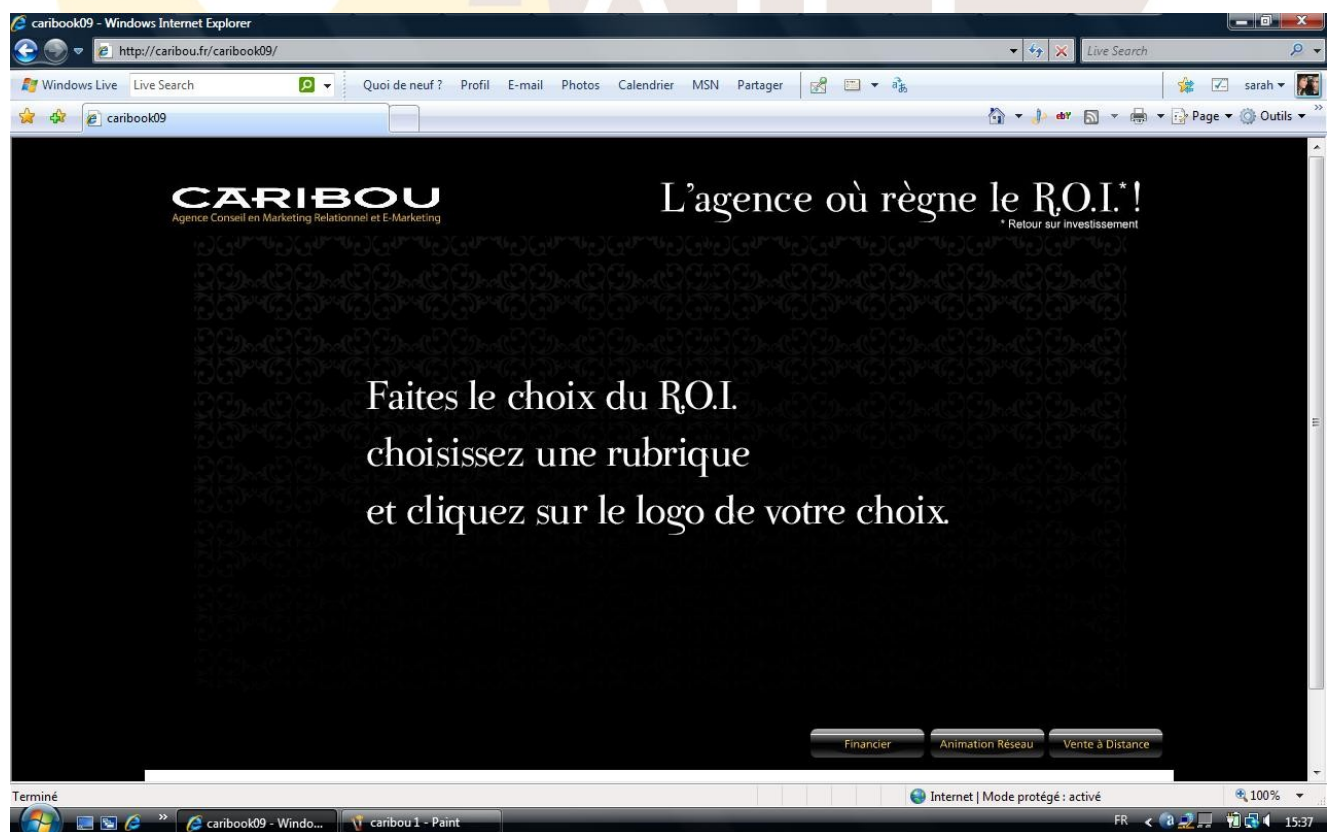 caribook09 - Windows Internet Explorer
http://caribou.fr/caribook09/
Live Search
Windows Live
Live Search
Quoi de neuf ?
Profil
E-mail
Photos
Calendrier
MSN
Partager
sarah
caribook09
Page
Outils
CARIBOU
Agence Conseil en Marketing Relationnel et E-Marketing
L'agence où règne le R.O.I.* !
* Retour sur investissement
Faites le choix du R.O.I.
choisissez une rubrique
et cliquez sur le logo de votre choix.
Financier
Animation Réseau
Vente à Distance
Terminé
Internet | Mode protégé : activé
100%
caribook09 - Windo...
caribou 1 - Paint
FR
15:37